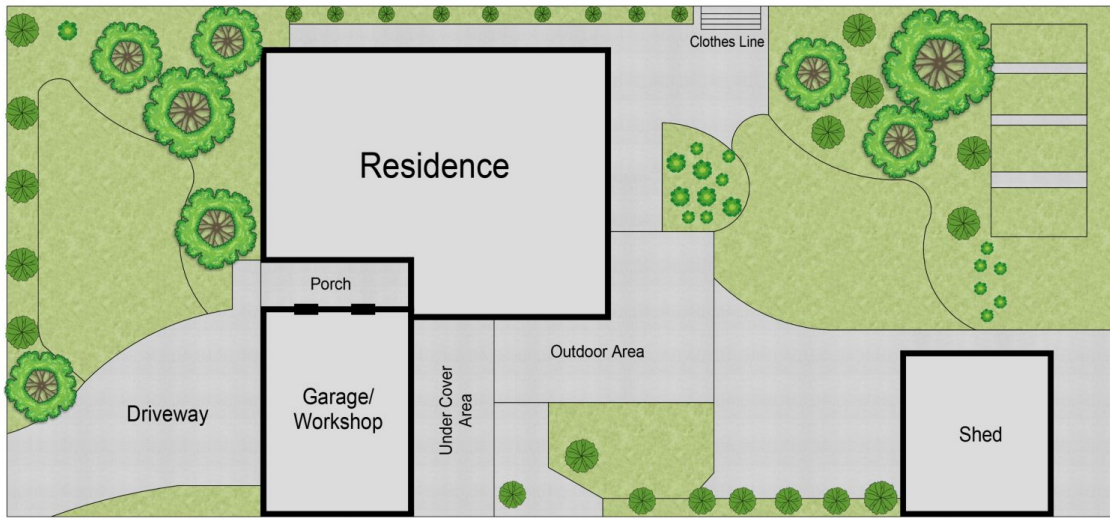 Clothes Line
Residence
Porch
Outdoor Area
Driveway
Garage/
Workshop
Under Cover
Area
Shed